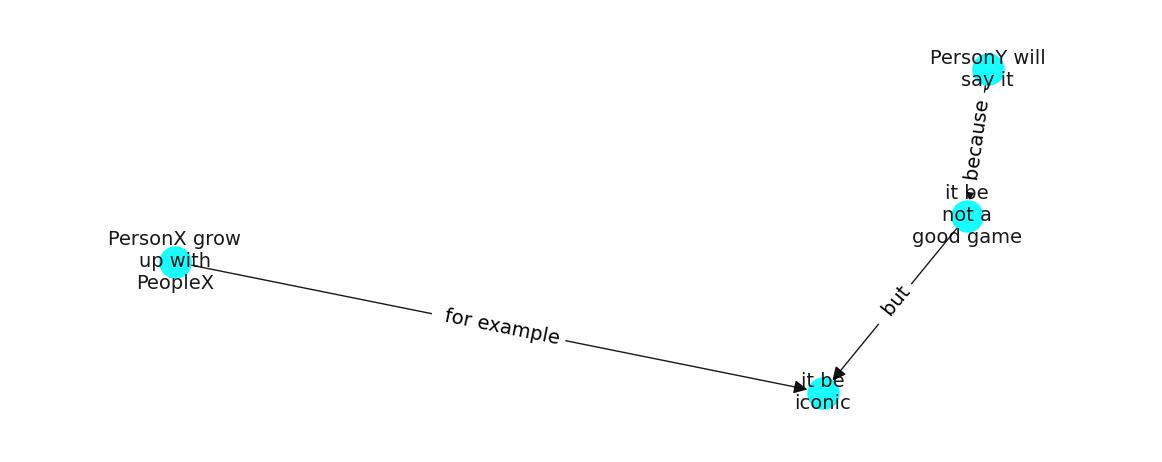 PersonY will
say it
because
it be
not a
good game
PersonX grow
up with
PeopleX
but
for example
it be
iconic